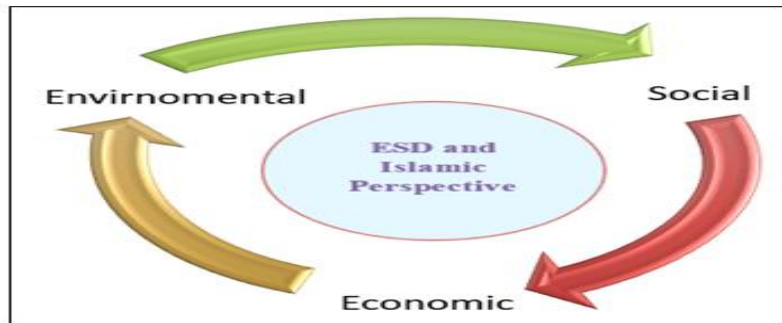 Envirnomental
Social
ESD and
Islamic
Perspective
Economic